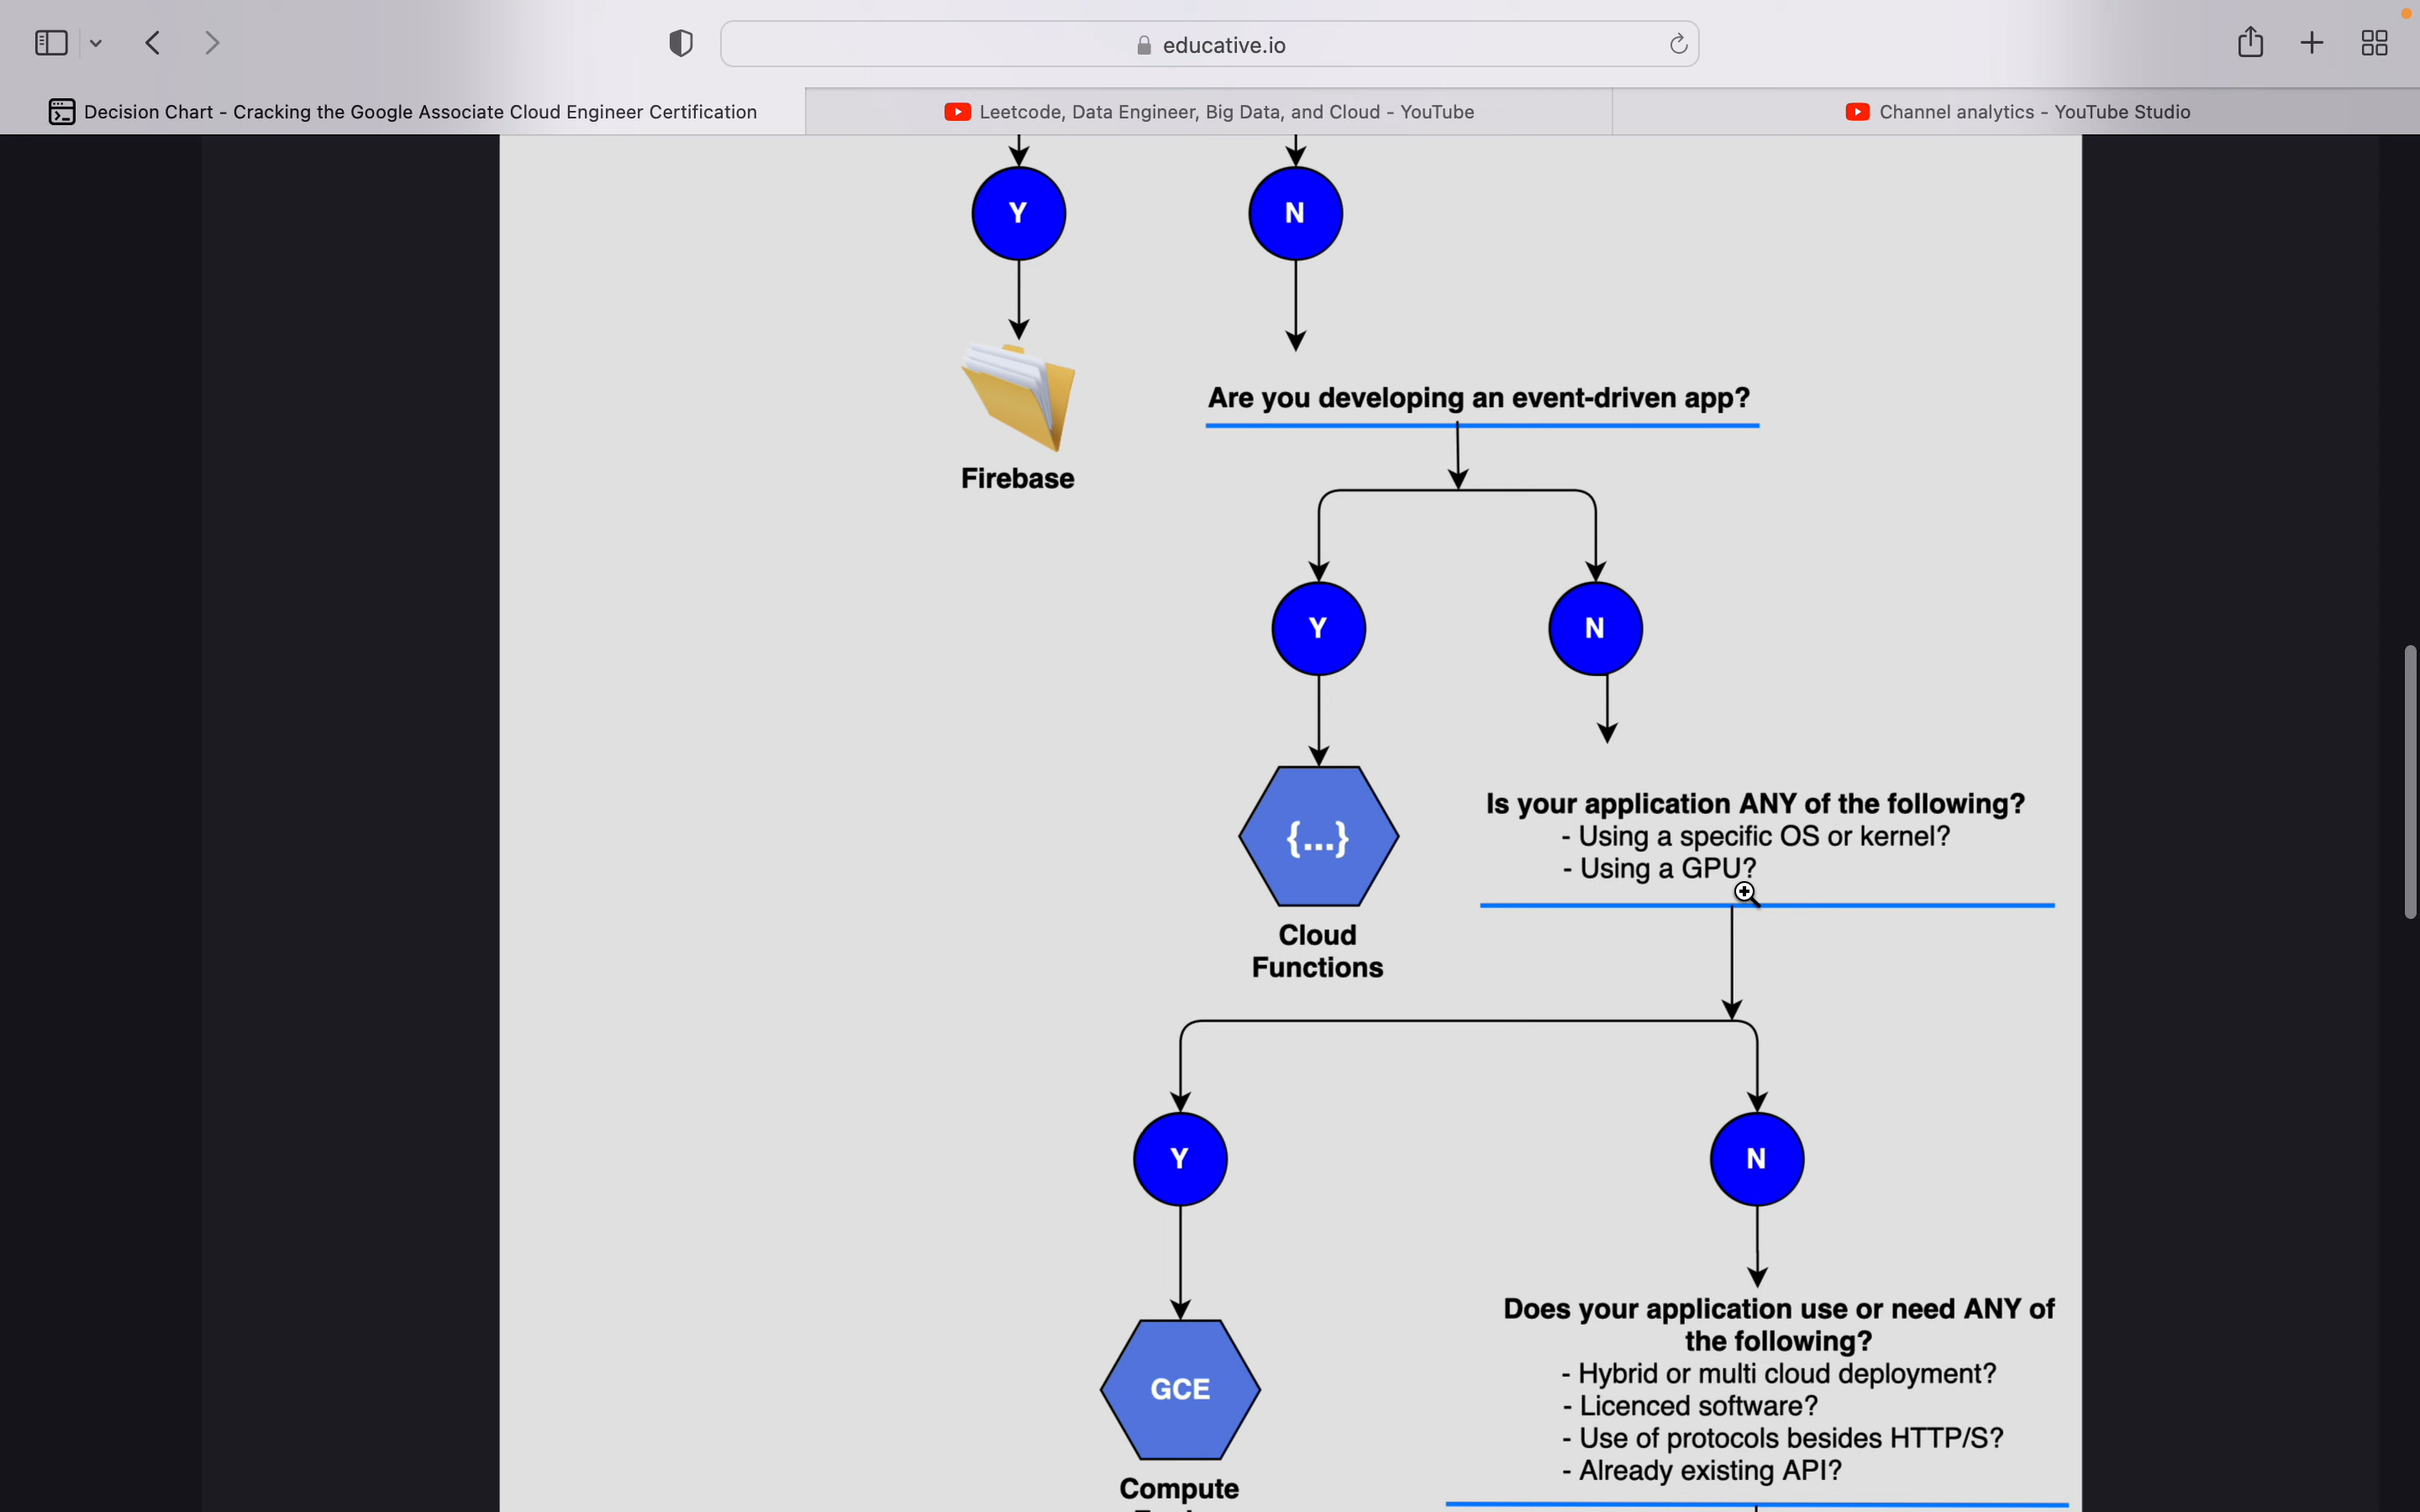 educative.io
Decision Chart - Cracking the Google Associate Cloud Engineer Certification
Leetcode, Data Engineer, Big Data, and Cloud - YouTube
Channel analytics - YouTube Studio
Y
N
Firebase
Are you developing an event-driven app?
Y
N
{...}
Cloud
Functions
Is your application ANY of the following?
- Using a specific OS or kernel?
- Using a GPU?
Y
N
GCE
Compute
Does your application use or need ANY of
the following?
- Hybrid or multi cloud deployment?
- Licenced software?
- Use of protocols besides HTTP/S?
- Already existing API?